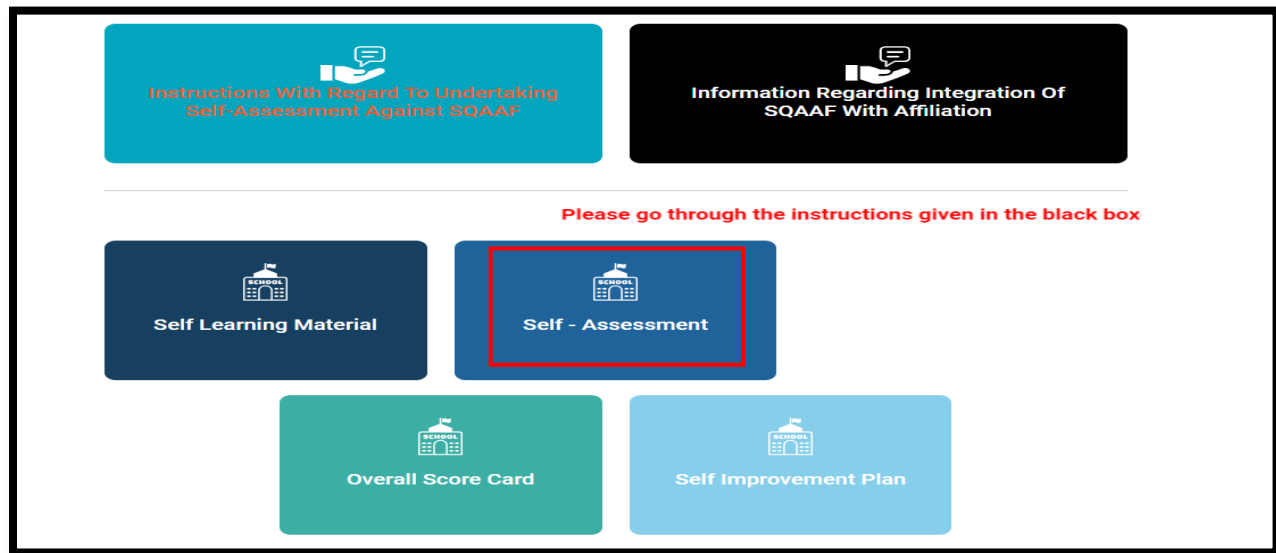 Instructions With Regard To Undertaking
Self-Assessment Against SQAAF
Information Regarding Integration Of
SQAAF With Affiliation
Please go through the instructions given in the black box
SCHOOL
Self Learning Material
SCHOOL
Self - Assessment
SCHOOL
Overall Score Card
SCHOOL
Self Improvement Plan